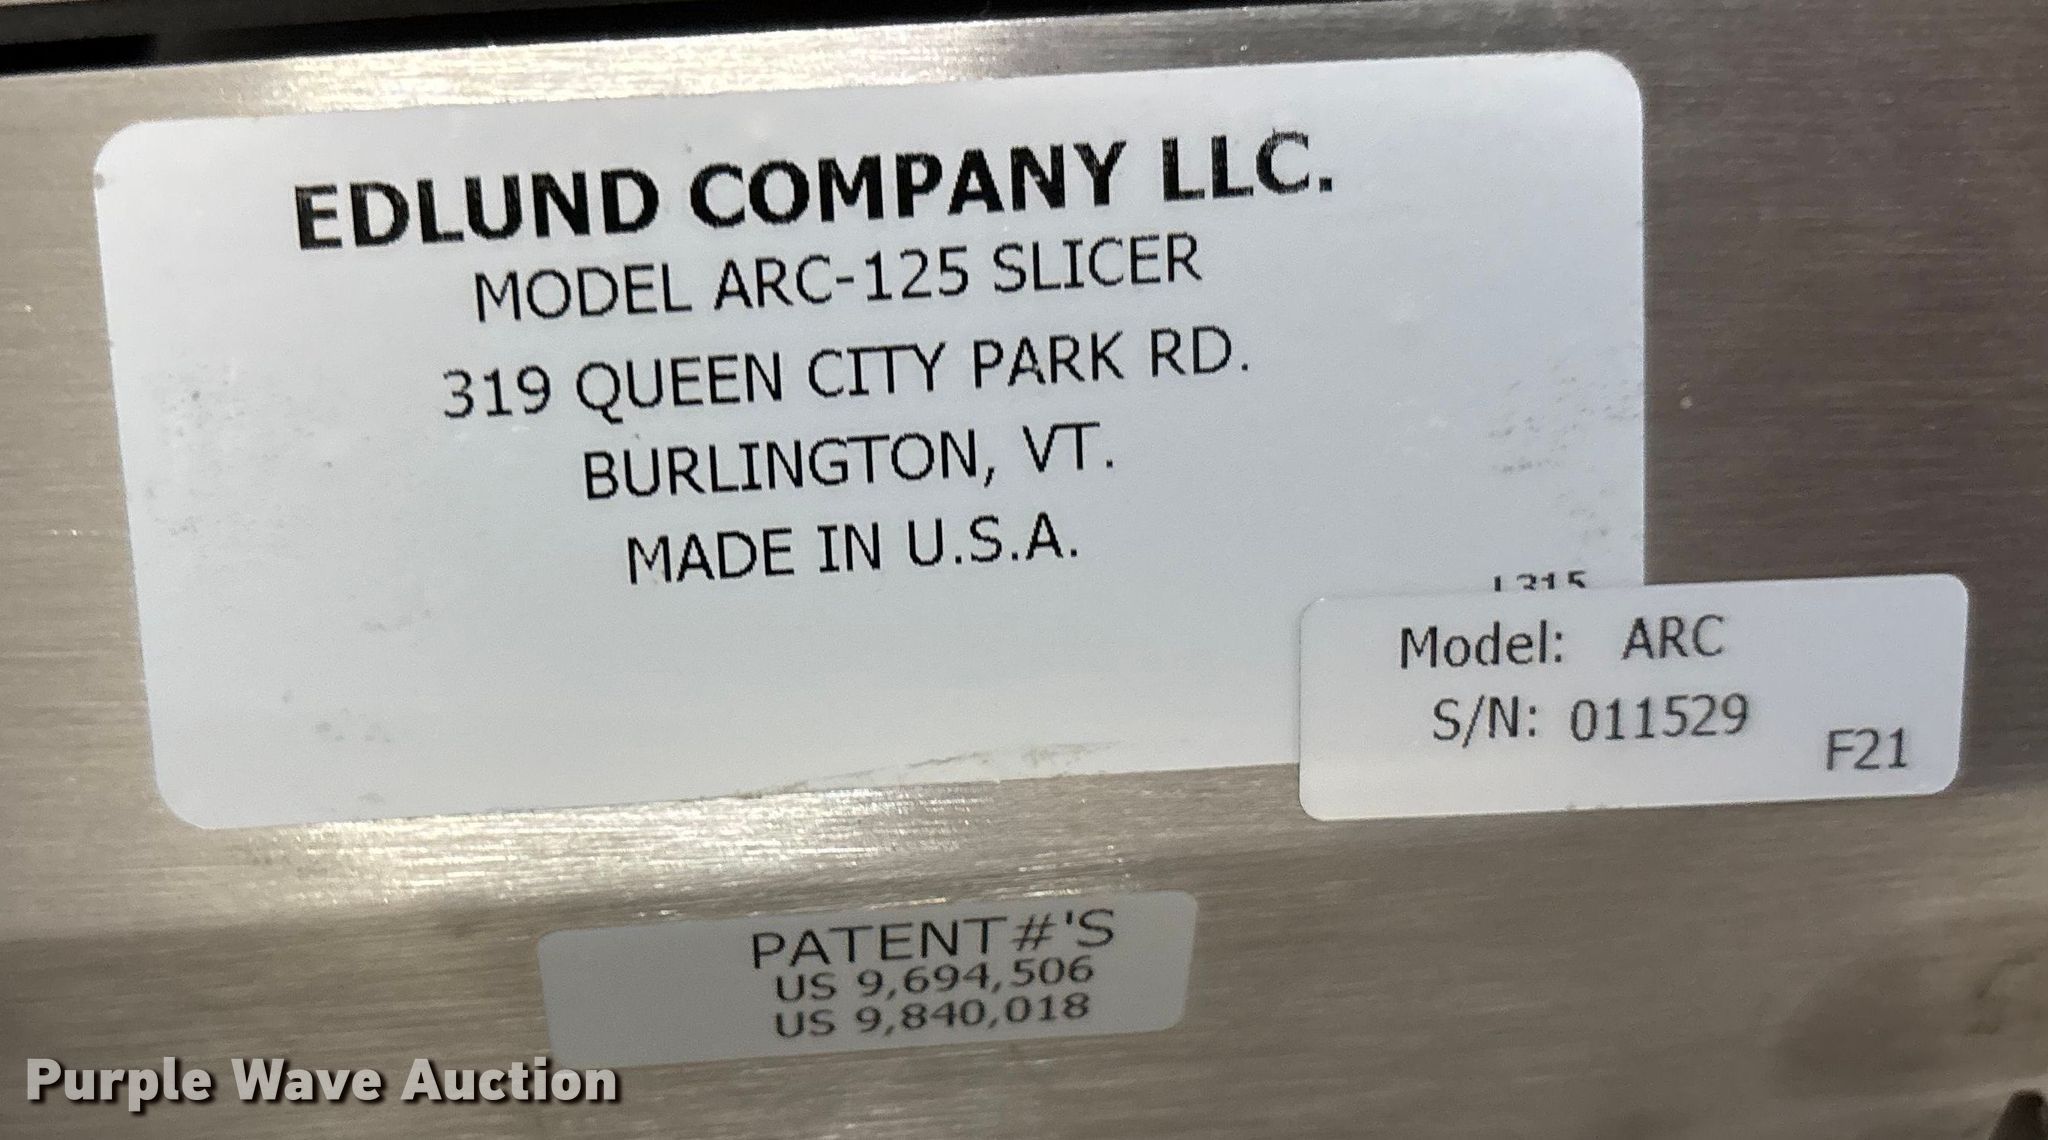 EDLUND COMPANY LLC.
MODEL ARC-125 SLICER
319 QUEEN CITY PARK RD.
BURLINGTON, VT.
MADE IN U.S.A.
Model: ARC
S/N: 011529
F21
PATENT#'S
US 9,694,506
US 9,840,018
Purple Wave Auction